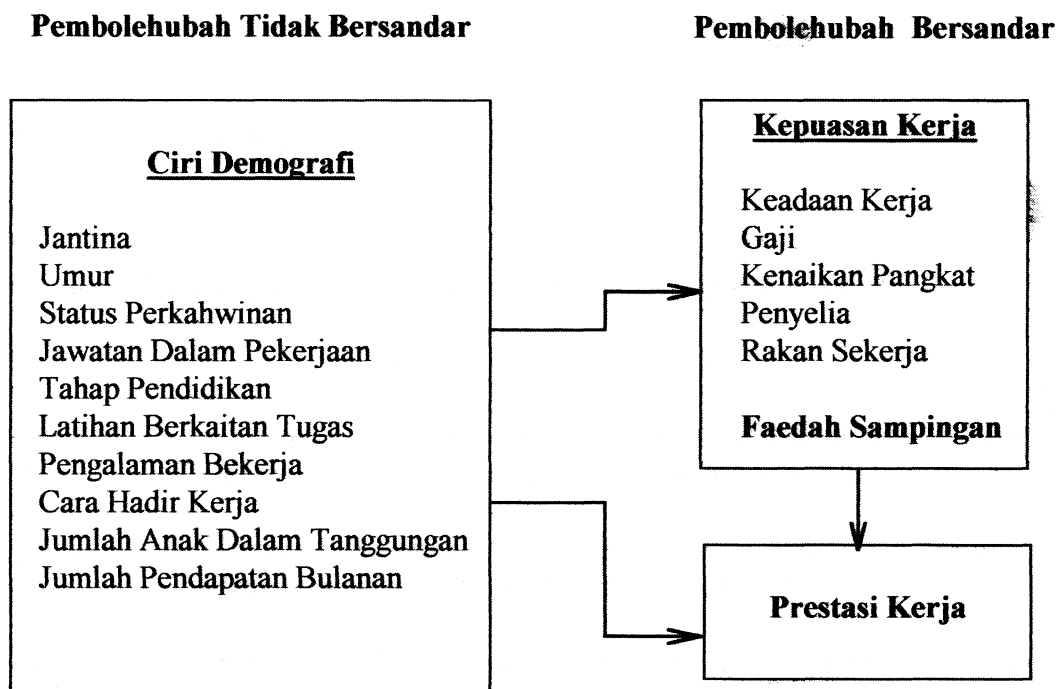 Pembolehubah Tidak Bersandar
Pembolehubah Bersandar
Ciri Demografi
Jantina
Umur
Status Perkahwinan
Jawatan Dalam Pekerjaan
Tahap Pendidikan
Latihan Berkaitan Tugas
Pengalaman Bekerja
Cara Hadir Kerja
Jumlah Anak Dalam Tanggungan
Jumlah Pendapatan Bulanan
Kepuasan Kerja
Keadaan Kerja
Gaji
Kenaikan Pangkat
Penyelia
Rakan Sekerja
Faedah Sampingan
Prestasi Kerja